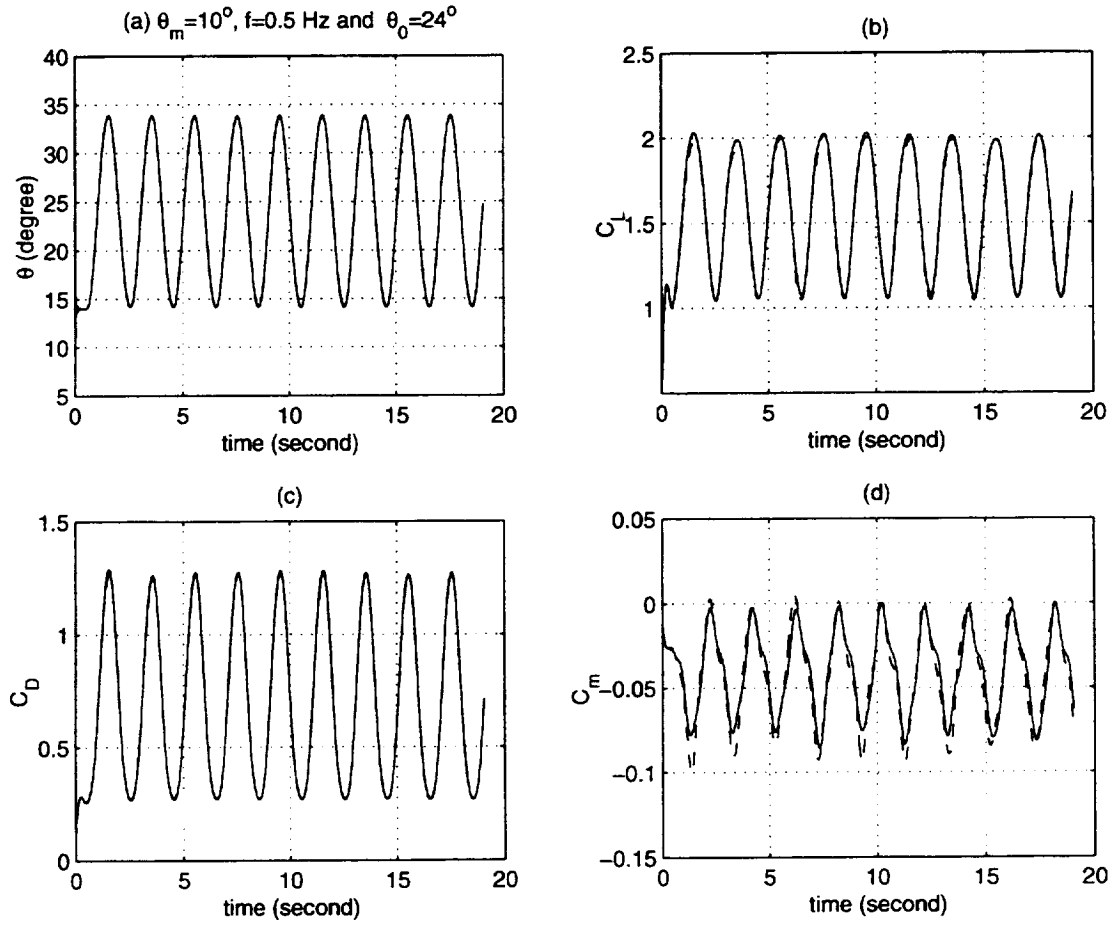 (a) θm=10°, f=0.5 Hz and θ0=24°
40
35
30
25
20
15
10
5
θ (degree)
0 5 10 15 20
time (second)
(b)
2.5
2
1.5
1
C_L
0 5 10 15 20
time (second)
(c)
1.5
1
0.5
0
C_D
0 5 10 15 20
time (second)
(d)
0.05
0
−0.05
−0.1
−0.15
C_m
0 5 10 15 20
time (second)